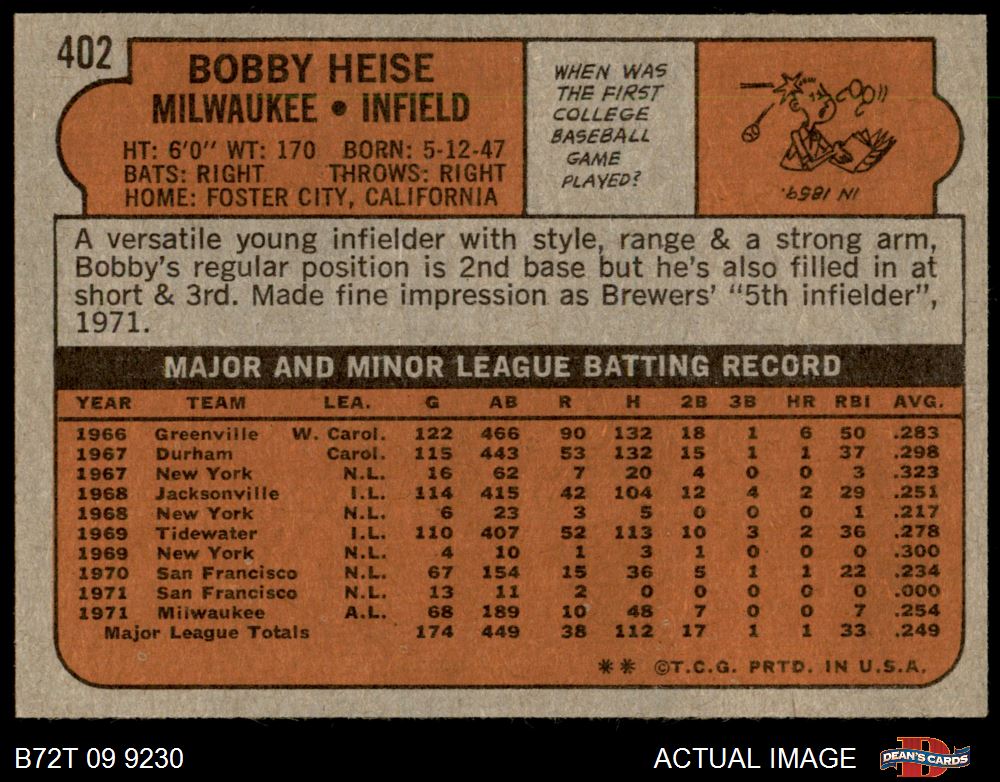 402
BOBBY HEISE
MILWAUKEE • INFIELD
HT: 6'0" WT: 170 BORN: 5-12-47
BATS: RIGHT THROWS: RIGHT
HOME: FOSTER CITY, CALIFORNIA
WHEN WAS
THE FIRST
COLLEGE
BASEBALL
GAME
PLAYED?
IN 1859.
A versatile young infielder with style, range & a strong arm,
Bobby's regular position is 2nd base but he's also filled in at
short & 3rd. Made fine impression as Brewers' "5th infielder",
1971.
MAJOR AND MINOR LEAGUE BATTING RECORD
YEAR TEAM LEA. G AB R H 2B 3B HR RBI AVG.
1966 Greenville W. Carol. 122 466 90 132 18 1 6 50 .283
1967 Durham Carol. 115 443 53 132 15 1 1 37 .298
1967 New York N.L. 16 62 7 20 4 0 0 3 .323
1968 Jacksonville I.L. 114 415 42 104 12 4 2 29 .251
1968 New York N.L. 6 23 3 5 0 0 0 1 .217
1969 Tidewater I.L. 110 407 52 113 10 3 2 36 .278
1969 New York N.L. 4 10 1 3 1 0 0 0 .300
1970 San Francisco N.L. 67 154 15 36 5 1 1 22 .234
1971 San Francisco N.L. 13 11 2 0 0 0 0 0 .000
1971 Milwaukee A.L. 68 189 10 48 7 0 0 7 .254
Major League Totals 174 449 38 112 17 1 1 33 .249
** ©T.C.G. PRTD. IN U.S.A.
B72T 09 9230
ACTUAL IMAGE
DEAN'S CARDS